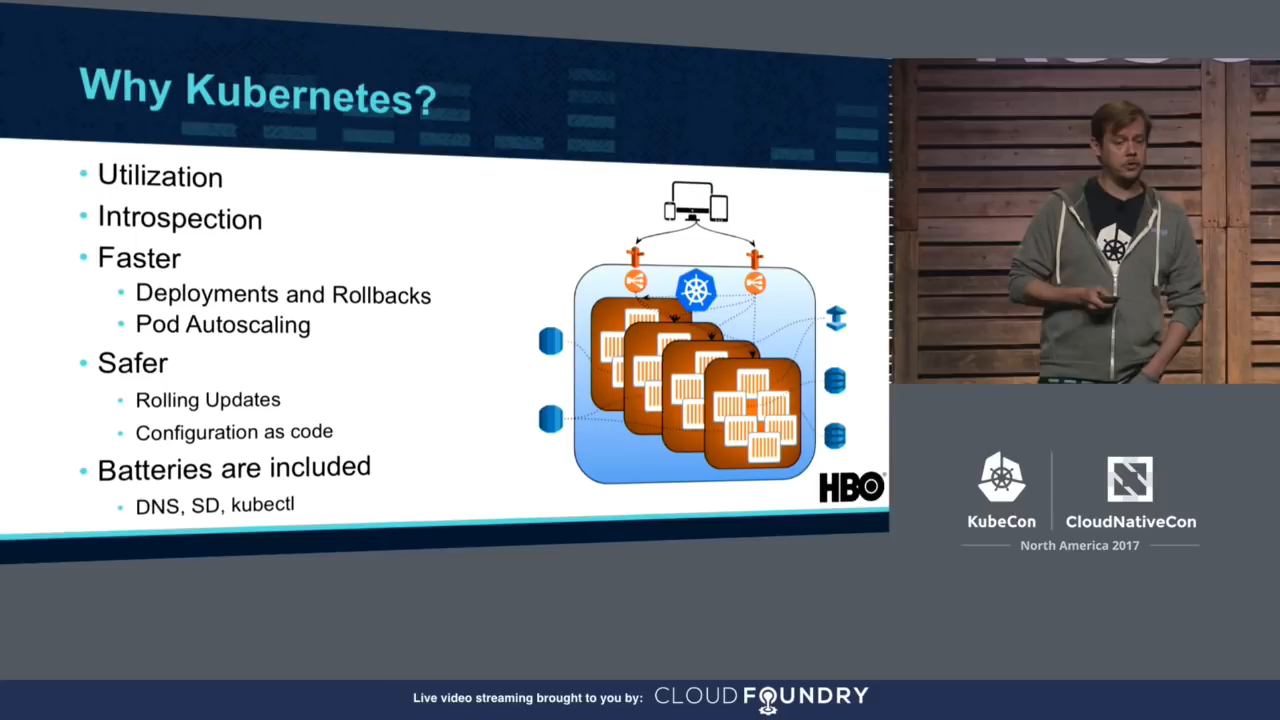 Why Kubernetes?
Utilization
Introspection
Faster
Deployments and Rollbacks
Pod Autoscaling
Safer
Rolling Updates
Configuration as code
Batteries are included
DNS, SD, kubectl
HBO
KubeCon
CloudNativeCon
North America 2017
Live video streaming brought to you by: CLOUD FOUNDRY